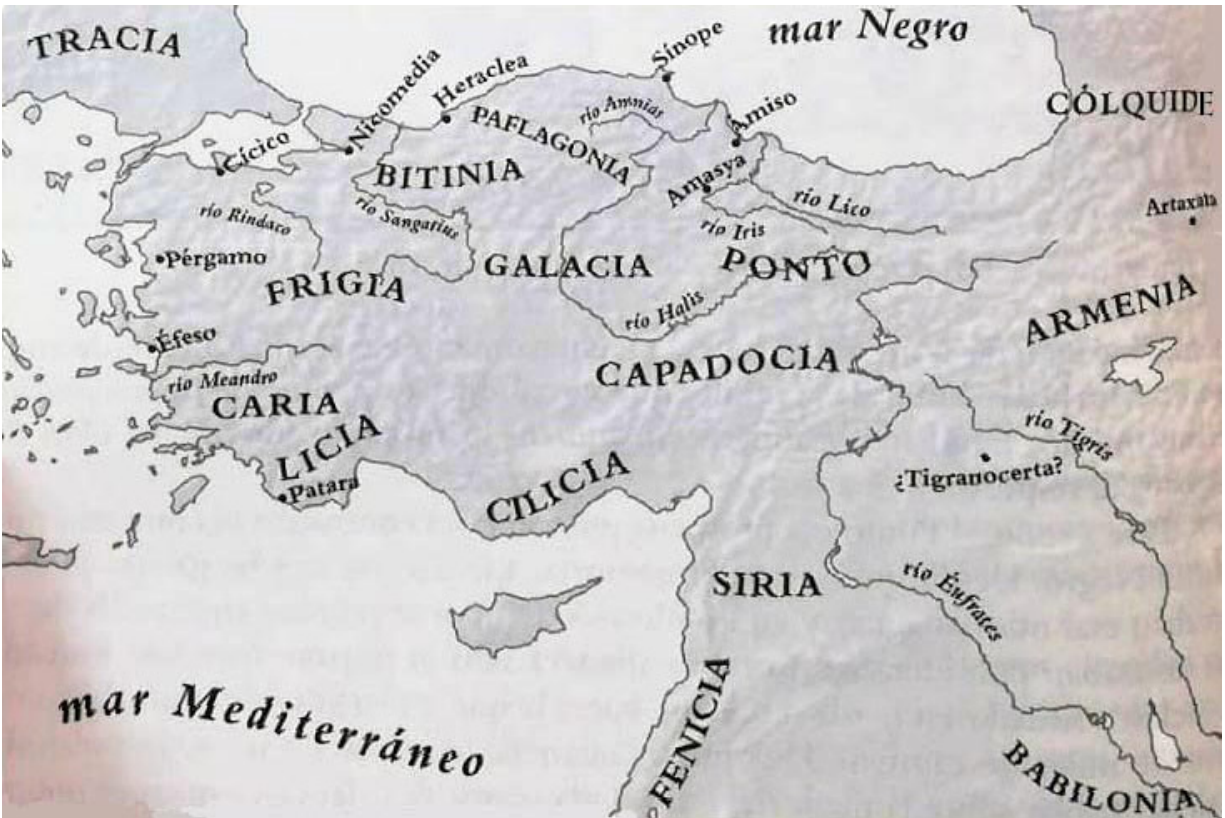 TRACIA
mar Negro
Sínope
Nicomedia
Heraclea
río Amnias
Amiso
CÓLQUIDE
PAFLAGONIA
Cícico
BITINIA
Amasya
río Lico
Artaxata
río Rindaco
río Sangarius
río Iris
Pérgamo
GALACIA
PONTO
FRIGIA
río Halis
ARMENIA
Éfeso
CAPADOCIA
río Meandro
CARIA
río Tigris
LICIA
¿Tigranocerta?
Patara
CILICIA
SIRIA
río Éufrates
mar Mediterráneo
FENICIA
BABILONIA